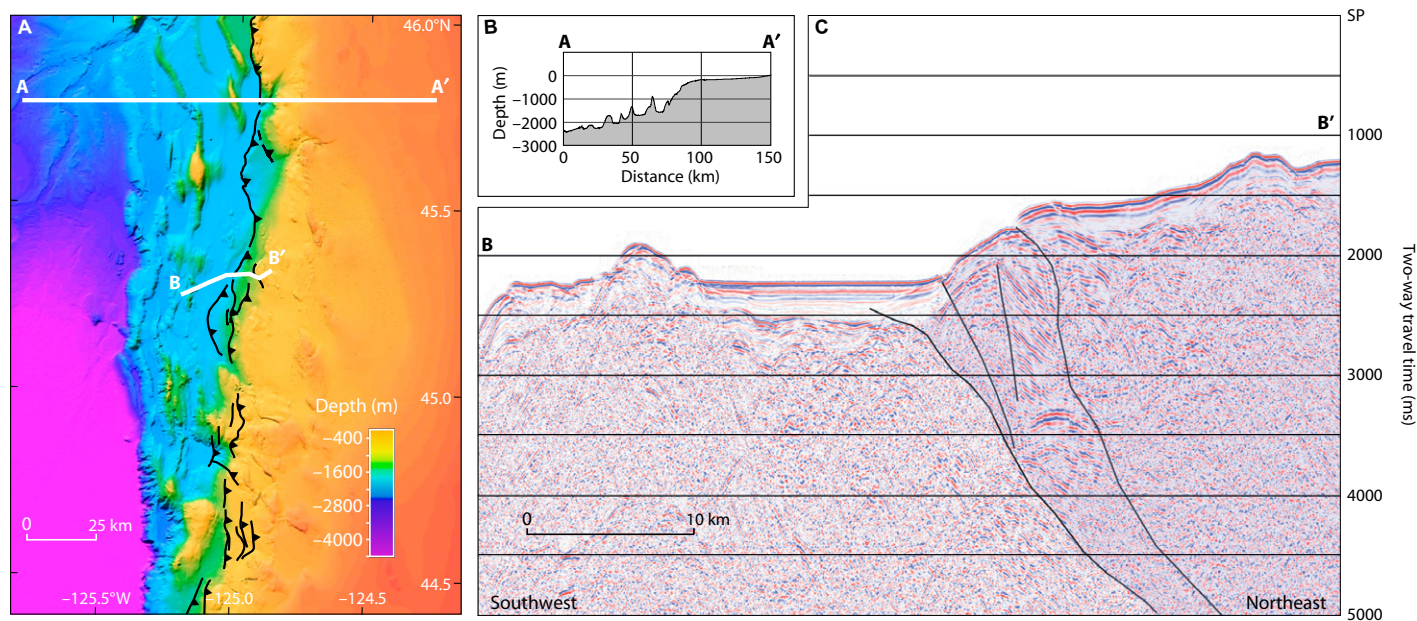 A
46.0°N
A
A′
45.5
B
B′
45.0
Depth (m)
−400
−1600
−2800
−4000
0
25 km
44.5
−125.5°W
−125.0
−124.5
B
A
A′
Depth (m)
0
−1000
−2000
−3000
0
50
100
150
Distance (km)
C
SP
B′
1000
B
2000
3000
4000
5000
Two-way travel time (ms)
0
10 km
Southwest
Northeast